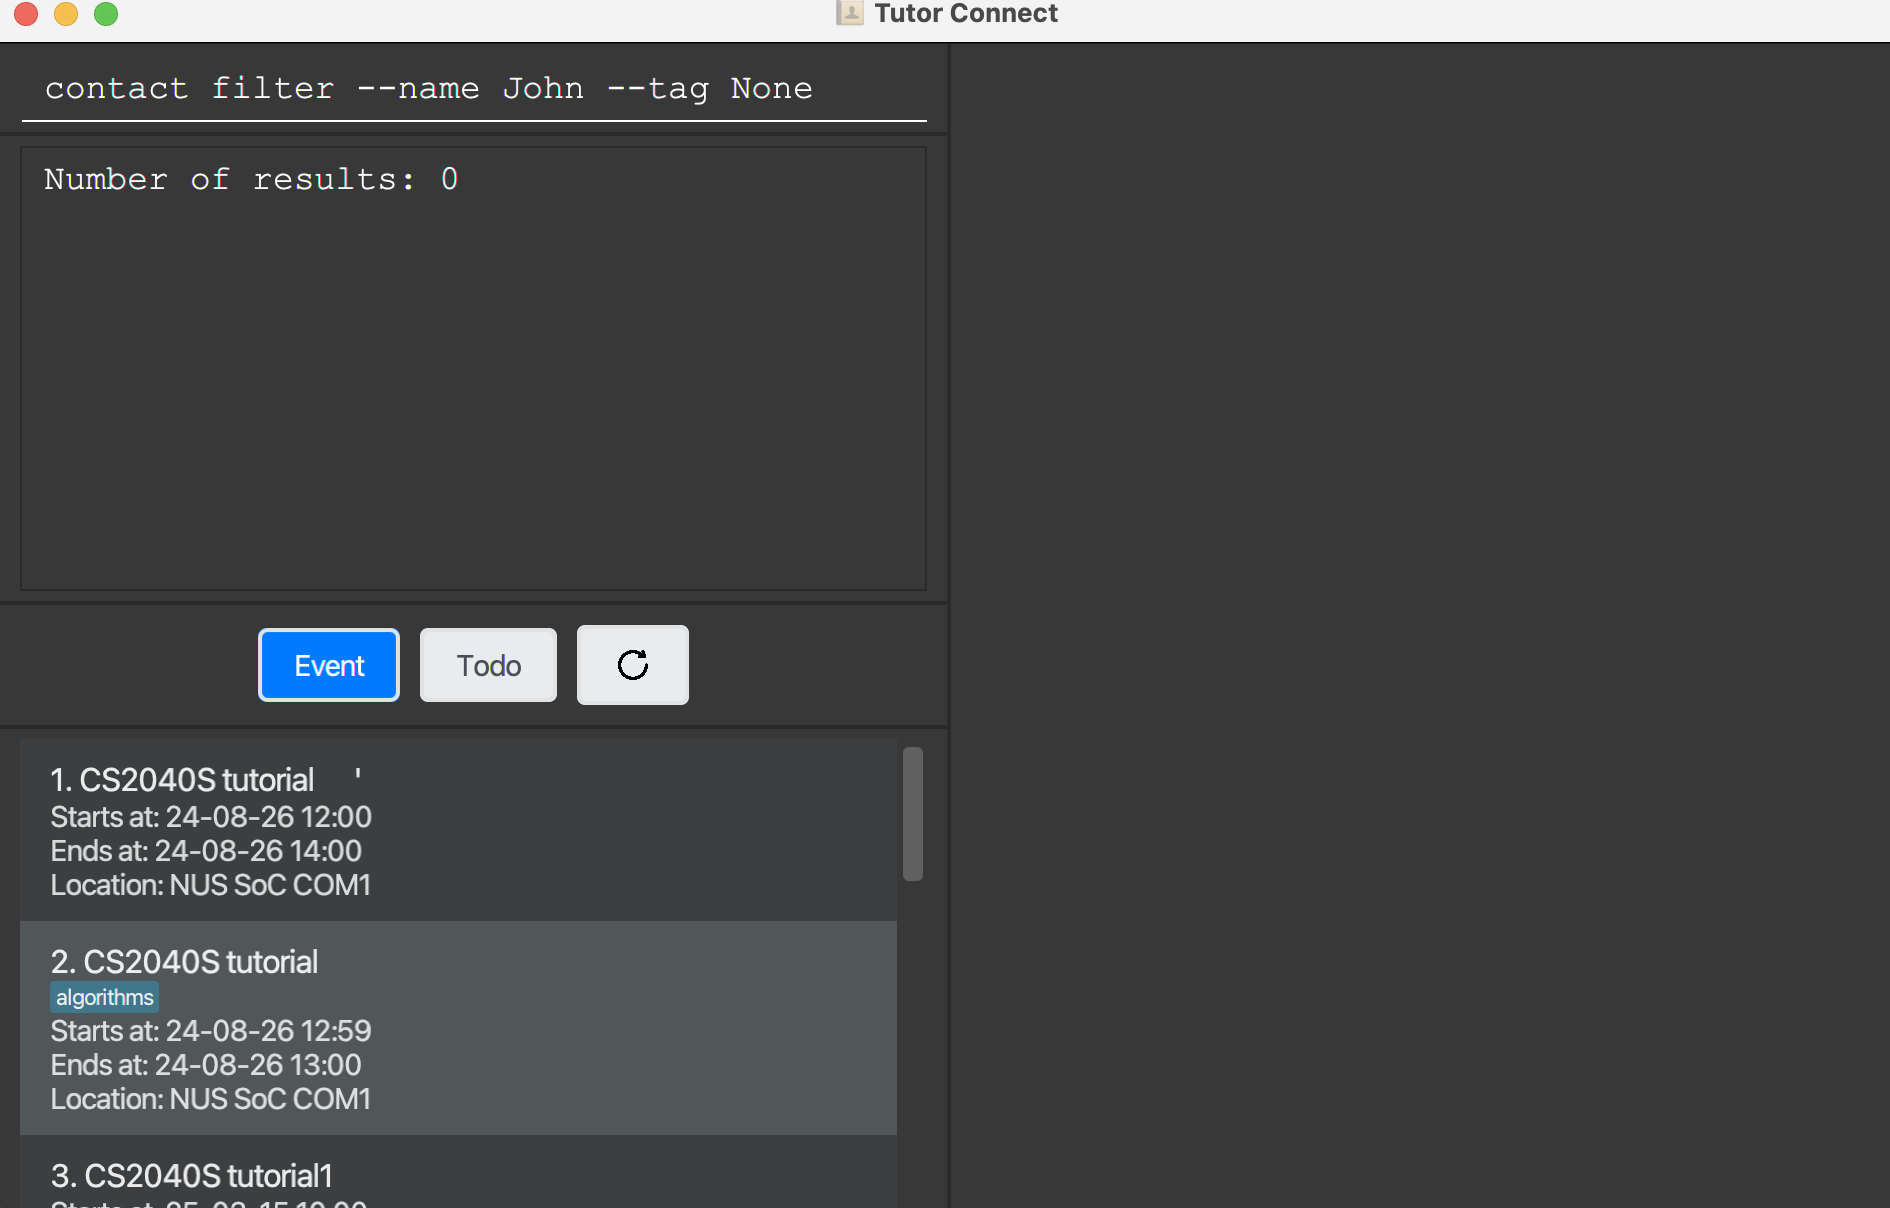 Tutor Connect
contact filter --name John --tag None
Number of results: 0
Event
Todo
1. CS2040S tutorial '
Starts at: 24-08-26 12:00
Ends at: 24-08-26 14:00
Location: NUS SoC COM1
2. CS2040S tutorial
algorithms
Starts at: 24-08-26 12:59
Ends at: 24-08-26 13:00
Location: NUS SoC COM1
3. CS2040S tutorial1
Starts at: